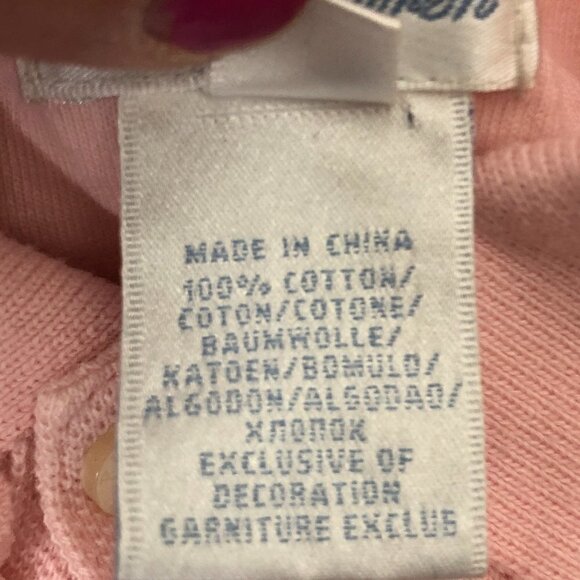 MADE IN CHINA
100% COTTON/
COTON/COTONE/
BAUMWOLLE/
KATOEN/BOMULD/
ALGODON/ALGODAO/
ХЛОПОК
EXCLUSIVE OF
DECORATION
GARNITURE EXCLUS